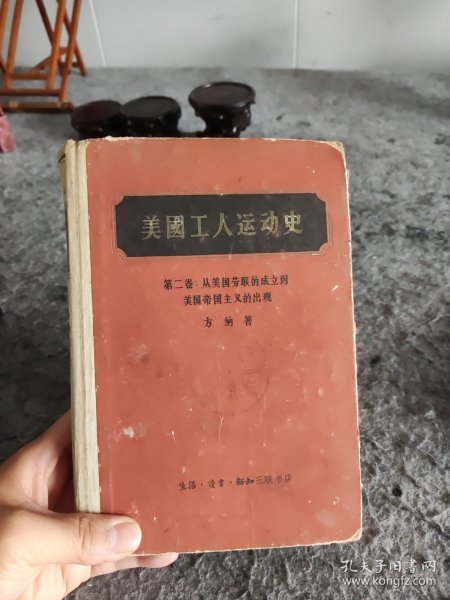 美國工人运动史
第二卷:从美国劳联的成立到
美国帝国主义的出现
方纳著
生活·讀書·新知三联书店
孔夫子旧书网
www.kongfz.com